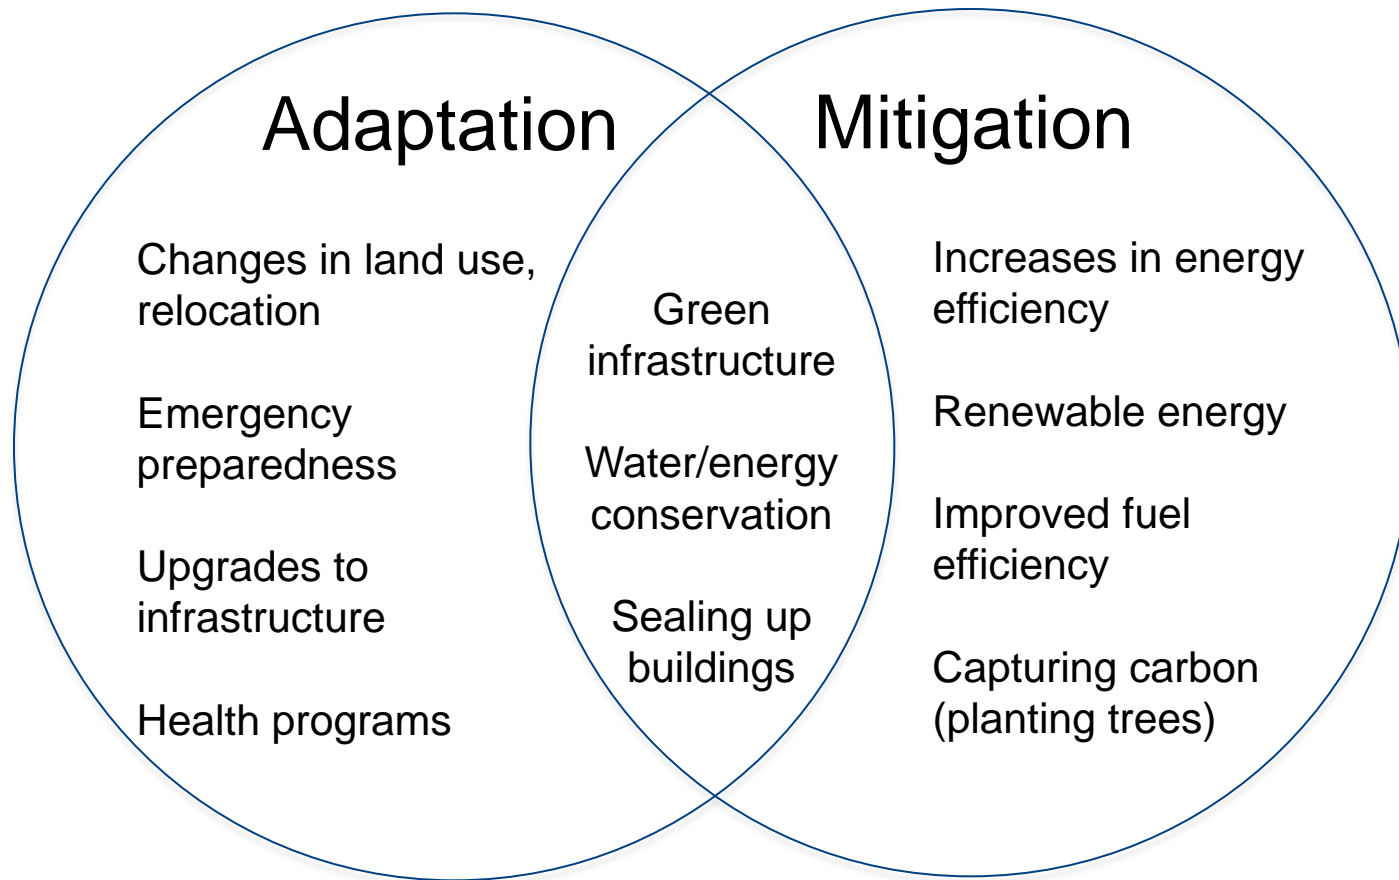 Adaptation
Changes in land use,
relocation
Emergency
preparedness
Upgrades to
infrastructure
Health programs
Green
infrastructure
Water/energy
conservation
Sealing up
buildings
Mitigation
Increases in energy
efficiency
Renewable energy
Improved fuel
efficiency
Capturing carbon
(planting trees)